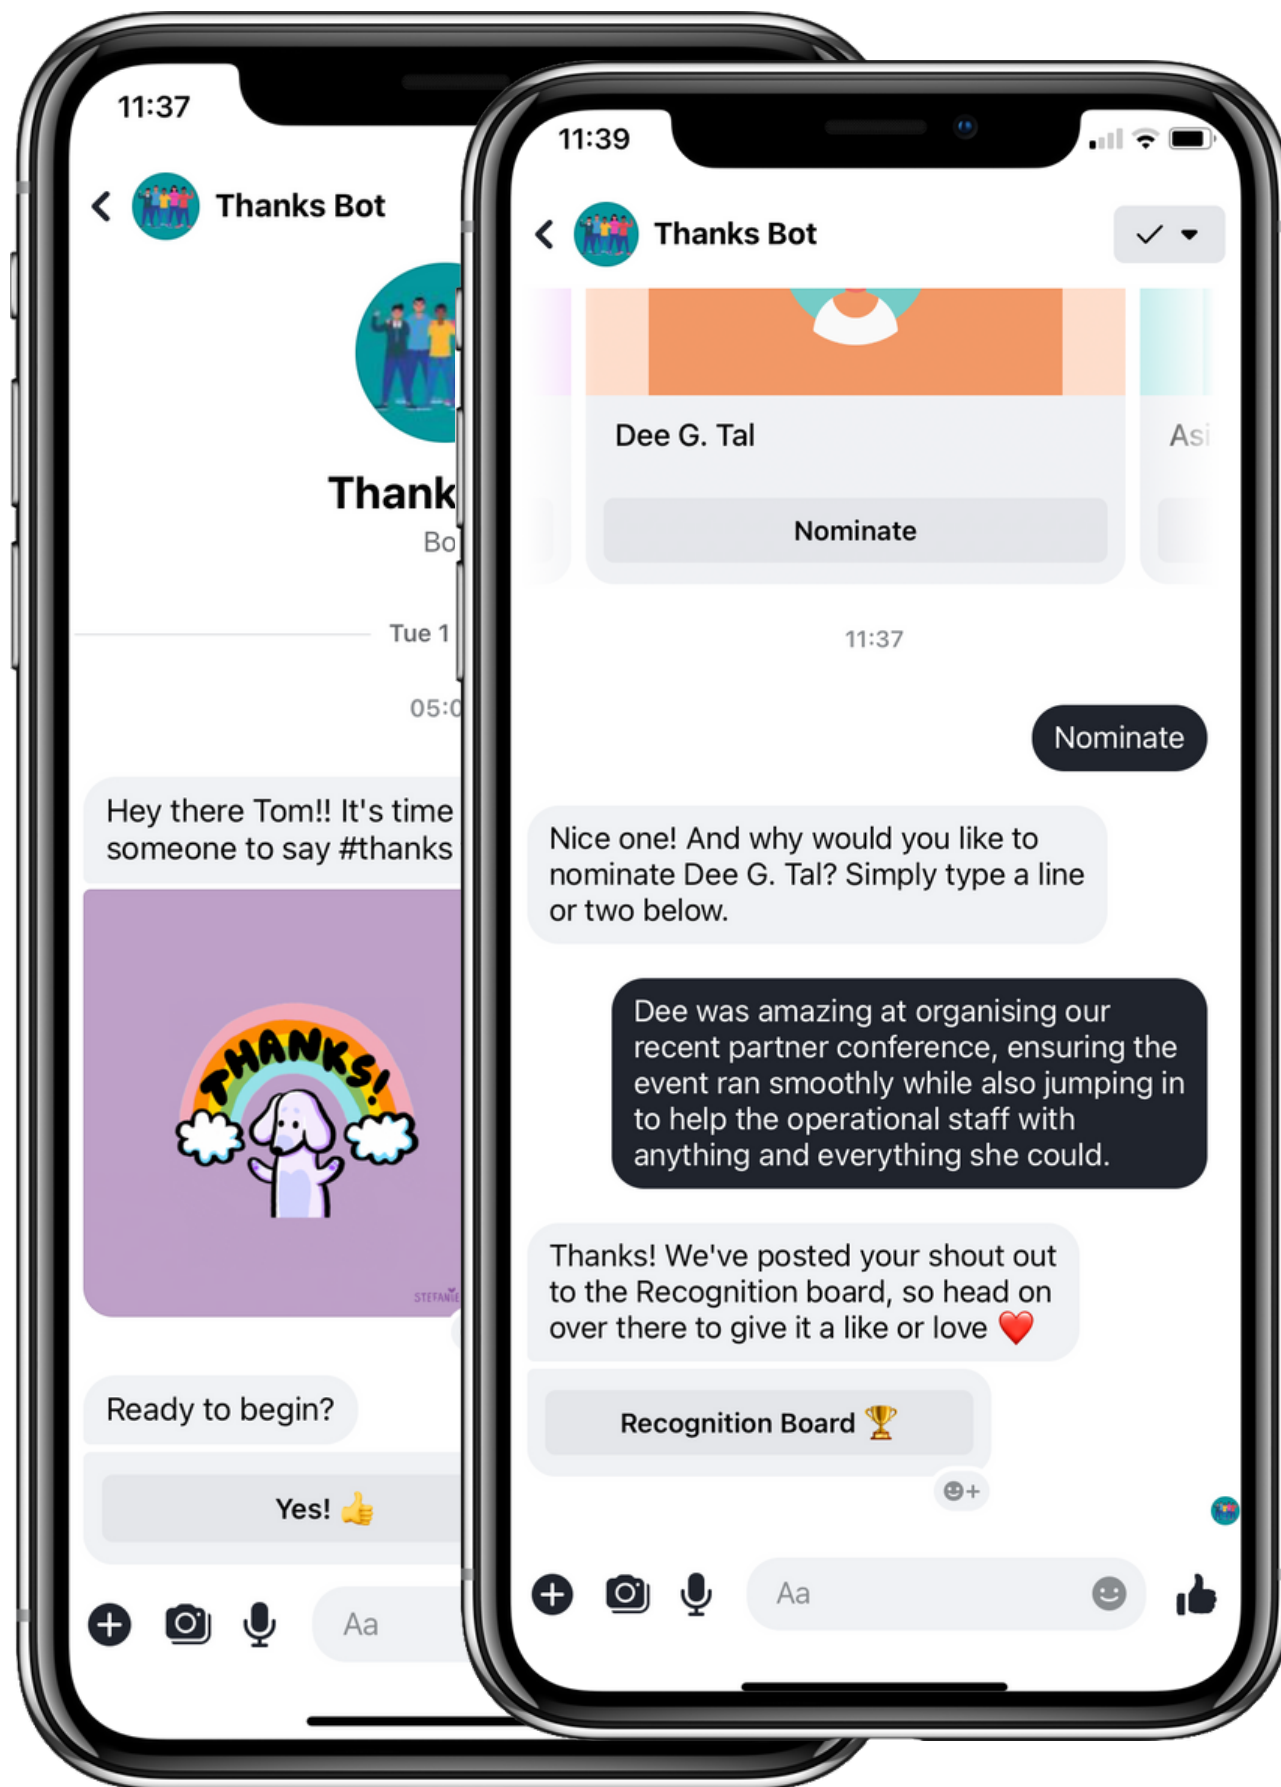 11:37
Thanks Bot
Thank
Bo
Tue 1
05:0
Hey there Tom!! It's time
someone to say #thanks
THANKS!
STEFANIE
Ready to begin?
Yes! 👍
Aa
11:39
Thanks Bot
Dee G. Tal
Asi
Nominate
11:37
Nominate
Nice one! And why would you like to
nominate Dee G. Tal? Simply type a line
or two below.
Dee was amazing at organising our
recent partner conference, ensuring the
event ran smoothly while also jumping in
to help the operational staff with
anything and everything she could.
Thanks! We've posted your shout out
to the Recognition board, so head on
over there to give it a like or love ❤️
Recognition Board 🏆
Aa